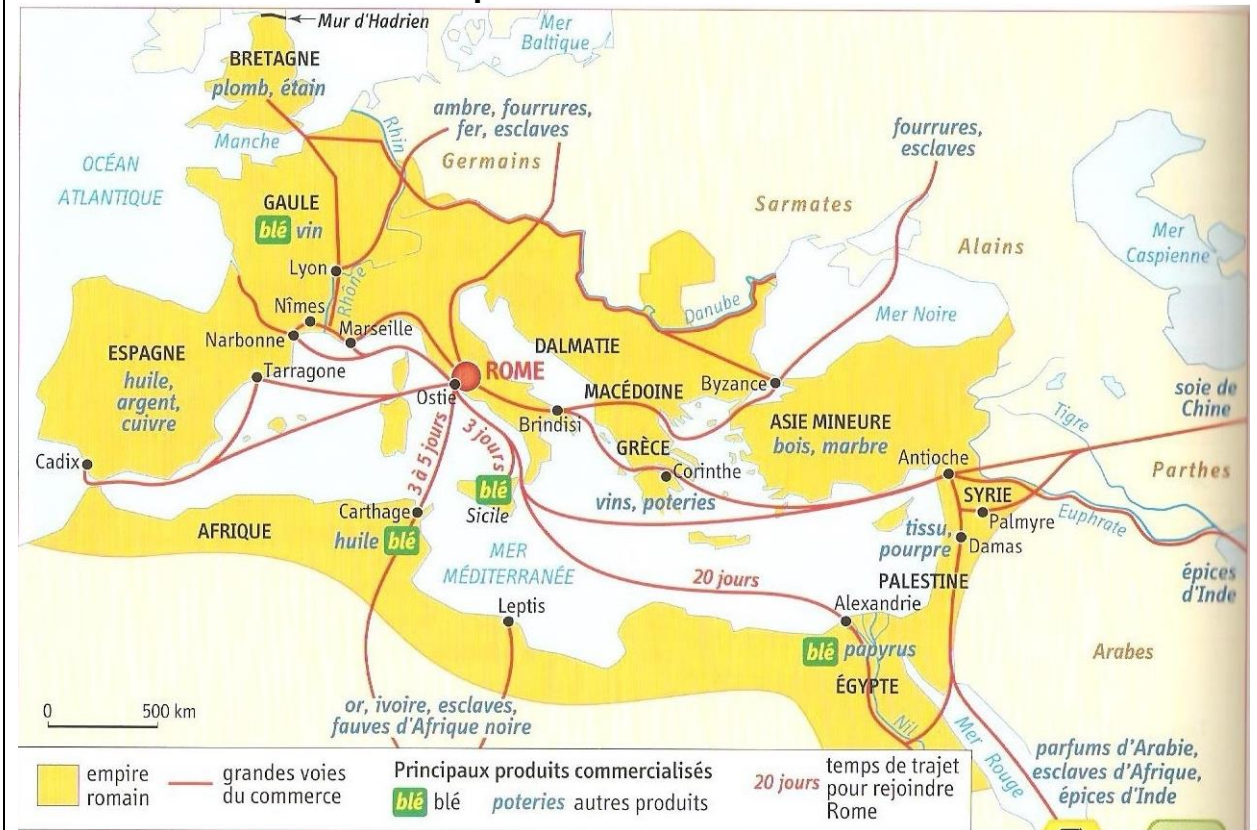 Mur d'Hadrien
Mer
Baltique
BRETAGNE
plomb, étain
ambre, fourrures,
fer, esclaves
Rhin
Manche
Germains
fourrures,
esclaves
OCÉAN
ATLANTIQUE
Sarmates
GAULE
blé vin
Alains
Mer
Caspienne
Lyon
Rhône
Nîmes
Danube
Mer Noire
Narbonne
Marseille
DALMATIE
ESPAGNE
huile,
argent,
cuivre
Tarragone
ROME
Ostie
MACÉDOINE
Byzance
soie de
Chine
Brindisi
ASIE MINEURE
bois, marbre
Tigre
3 à 5 jours
3 jours
GRÈCE
Corinthe
Antioche
Parthes
Cadix
blé
Sicile
vins, poteries
SYRIE
Palmyre
Euphrate
Carthage
AFRIQUE
huile blé
tissu,
pourpre
Damas
MER
MÉDITERRANÉE
20 jours
PALESTINE
épices
d'Inde
Leptis
Alexandrie
blé papyrus
Arabes
ÉGYPTE
or, ivoire, esclaves,
fauves d'Afrique noire
Nil
Mer Rouge
0 500 km
parfums d'Arabie,
esclaves d'Afrique,
épices d'Inde
empire
romain
grandes voies
du commerce
Principaux produits commercialisés
blé blé poteries autres produits
20 jours temps de trajet
pour rejoindre
Rome